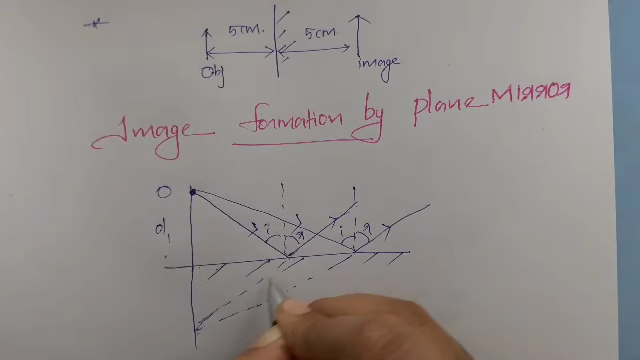 5cm. 5cm.
Obj image
Image formation by plane Mirror
O
d1
i r i r